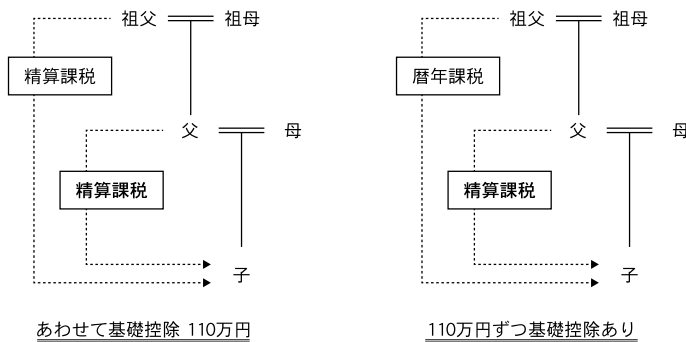 祖父 祖母
精算課税
父 母
精算課税
子
あわせて基礎控除 110万円
祖父 祖母
暦年課税
父 母
精算課税
子
110万円ずつ基礎控除あり